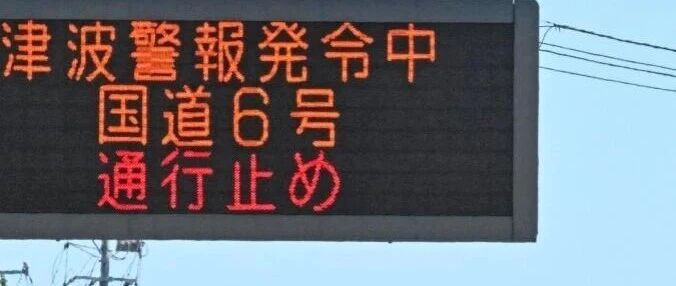 津波警報発令中
国道6号
通行止め